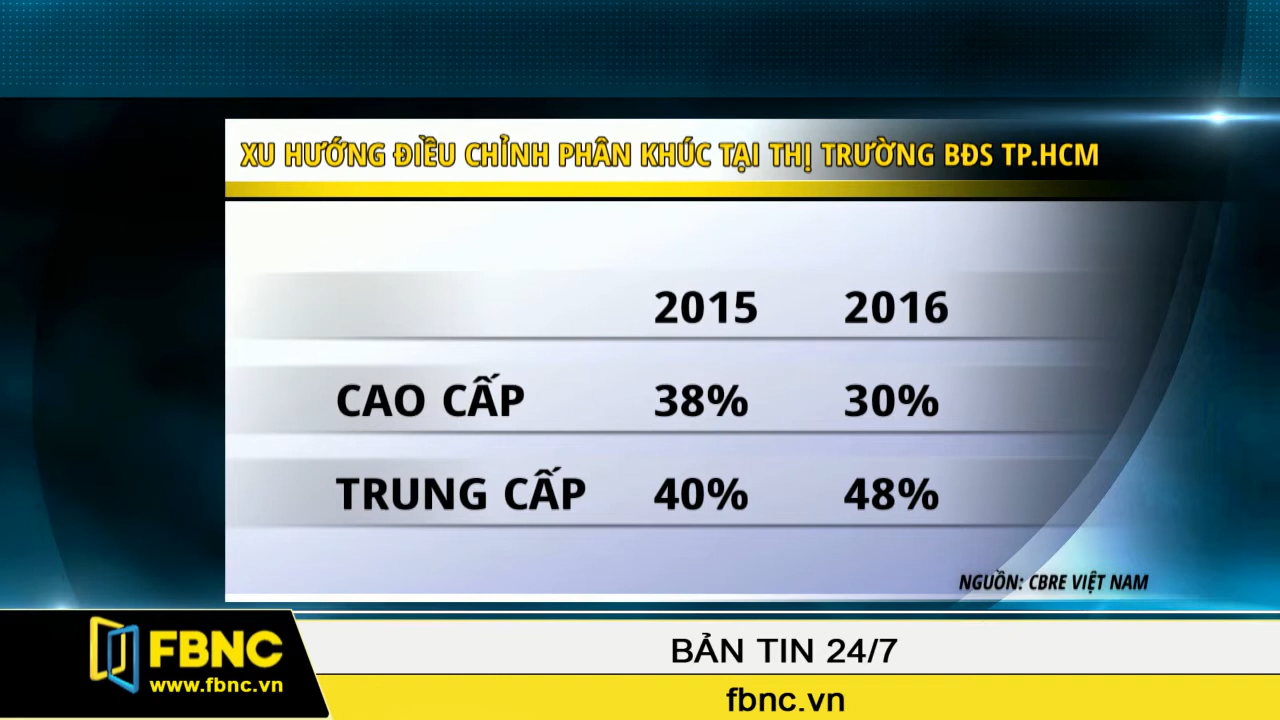 XU HƯỚNG ĐIỀU CHỈNH PHÂN KHÚC TẠI THỊ TRƯỜNG BĐS TP.HCM
2015 2016
CAO CẤP 38% 30%
TRUNG CẤP 40% 48%
NGUỒN: CBRE VIỆT NAM
FBNC
www.fbnc.vn
BẢN TIN 24/7
fbnc.vn